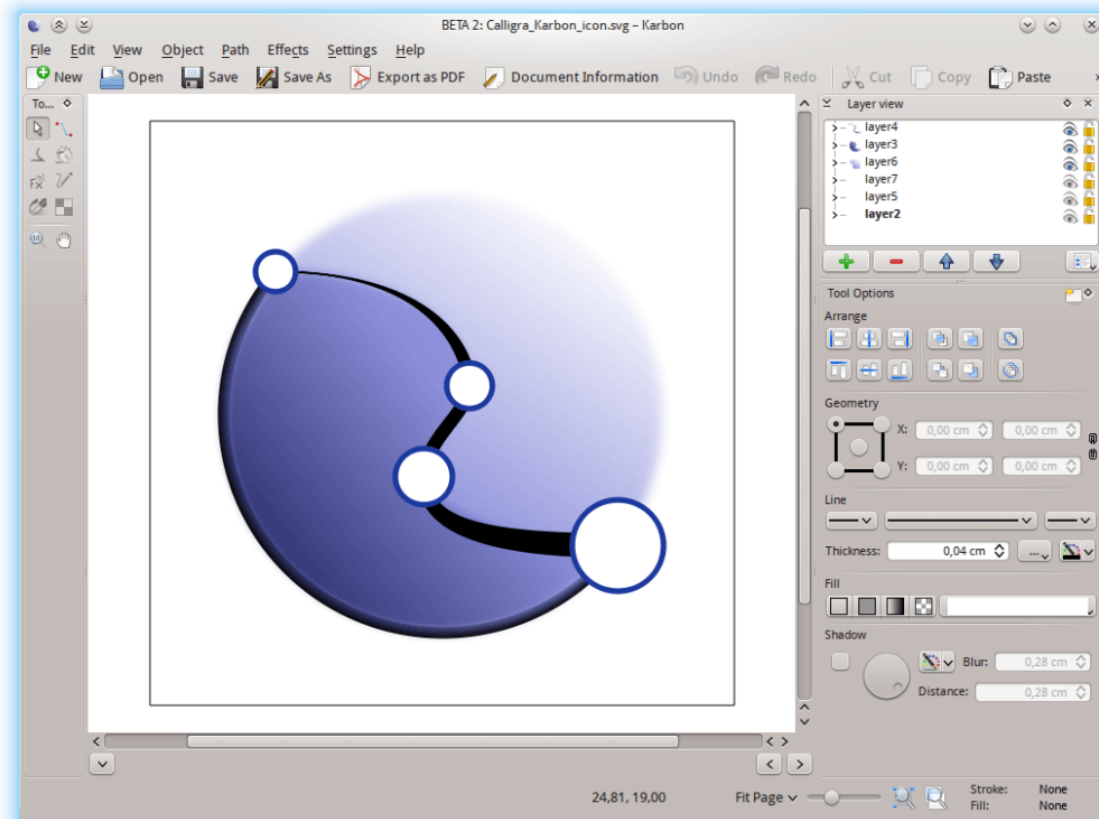 BETA 2: Calligra_Karbon_icon.svg – Karbon
File Edit View Object Path Effects Settings Help
New Open Save Save As Export as PDF Document Information Undo Redo Cut Copy Paste
To...
Layer view
layer4
layer3
layer6
layer7
layer5
layer2
Tool Options
Arrange
Geometry
X: 0,00 cm 0,00 cm
Y: 0,00 cm 0,00 cm
Line
Thickness: 0,04 cm ...
Fill
Shadow
Blur: 0,28 cm
Distance: 0,28 cm
24,81, 19,00 Fit Page Stroke: None
Fill: None